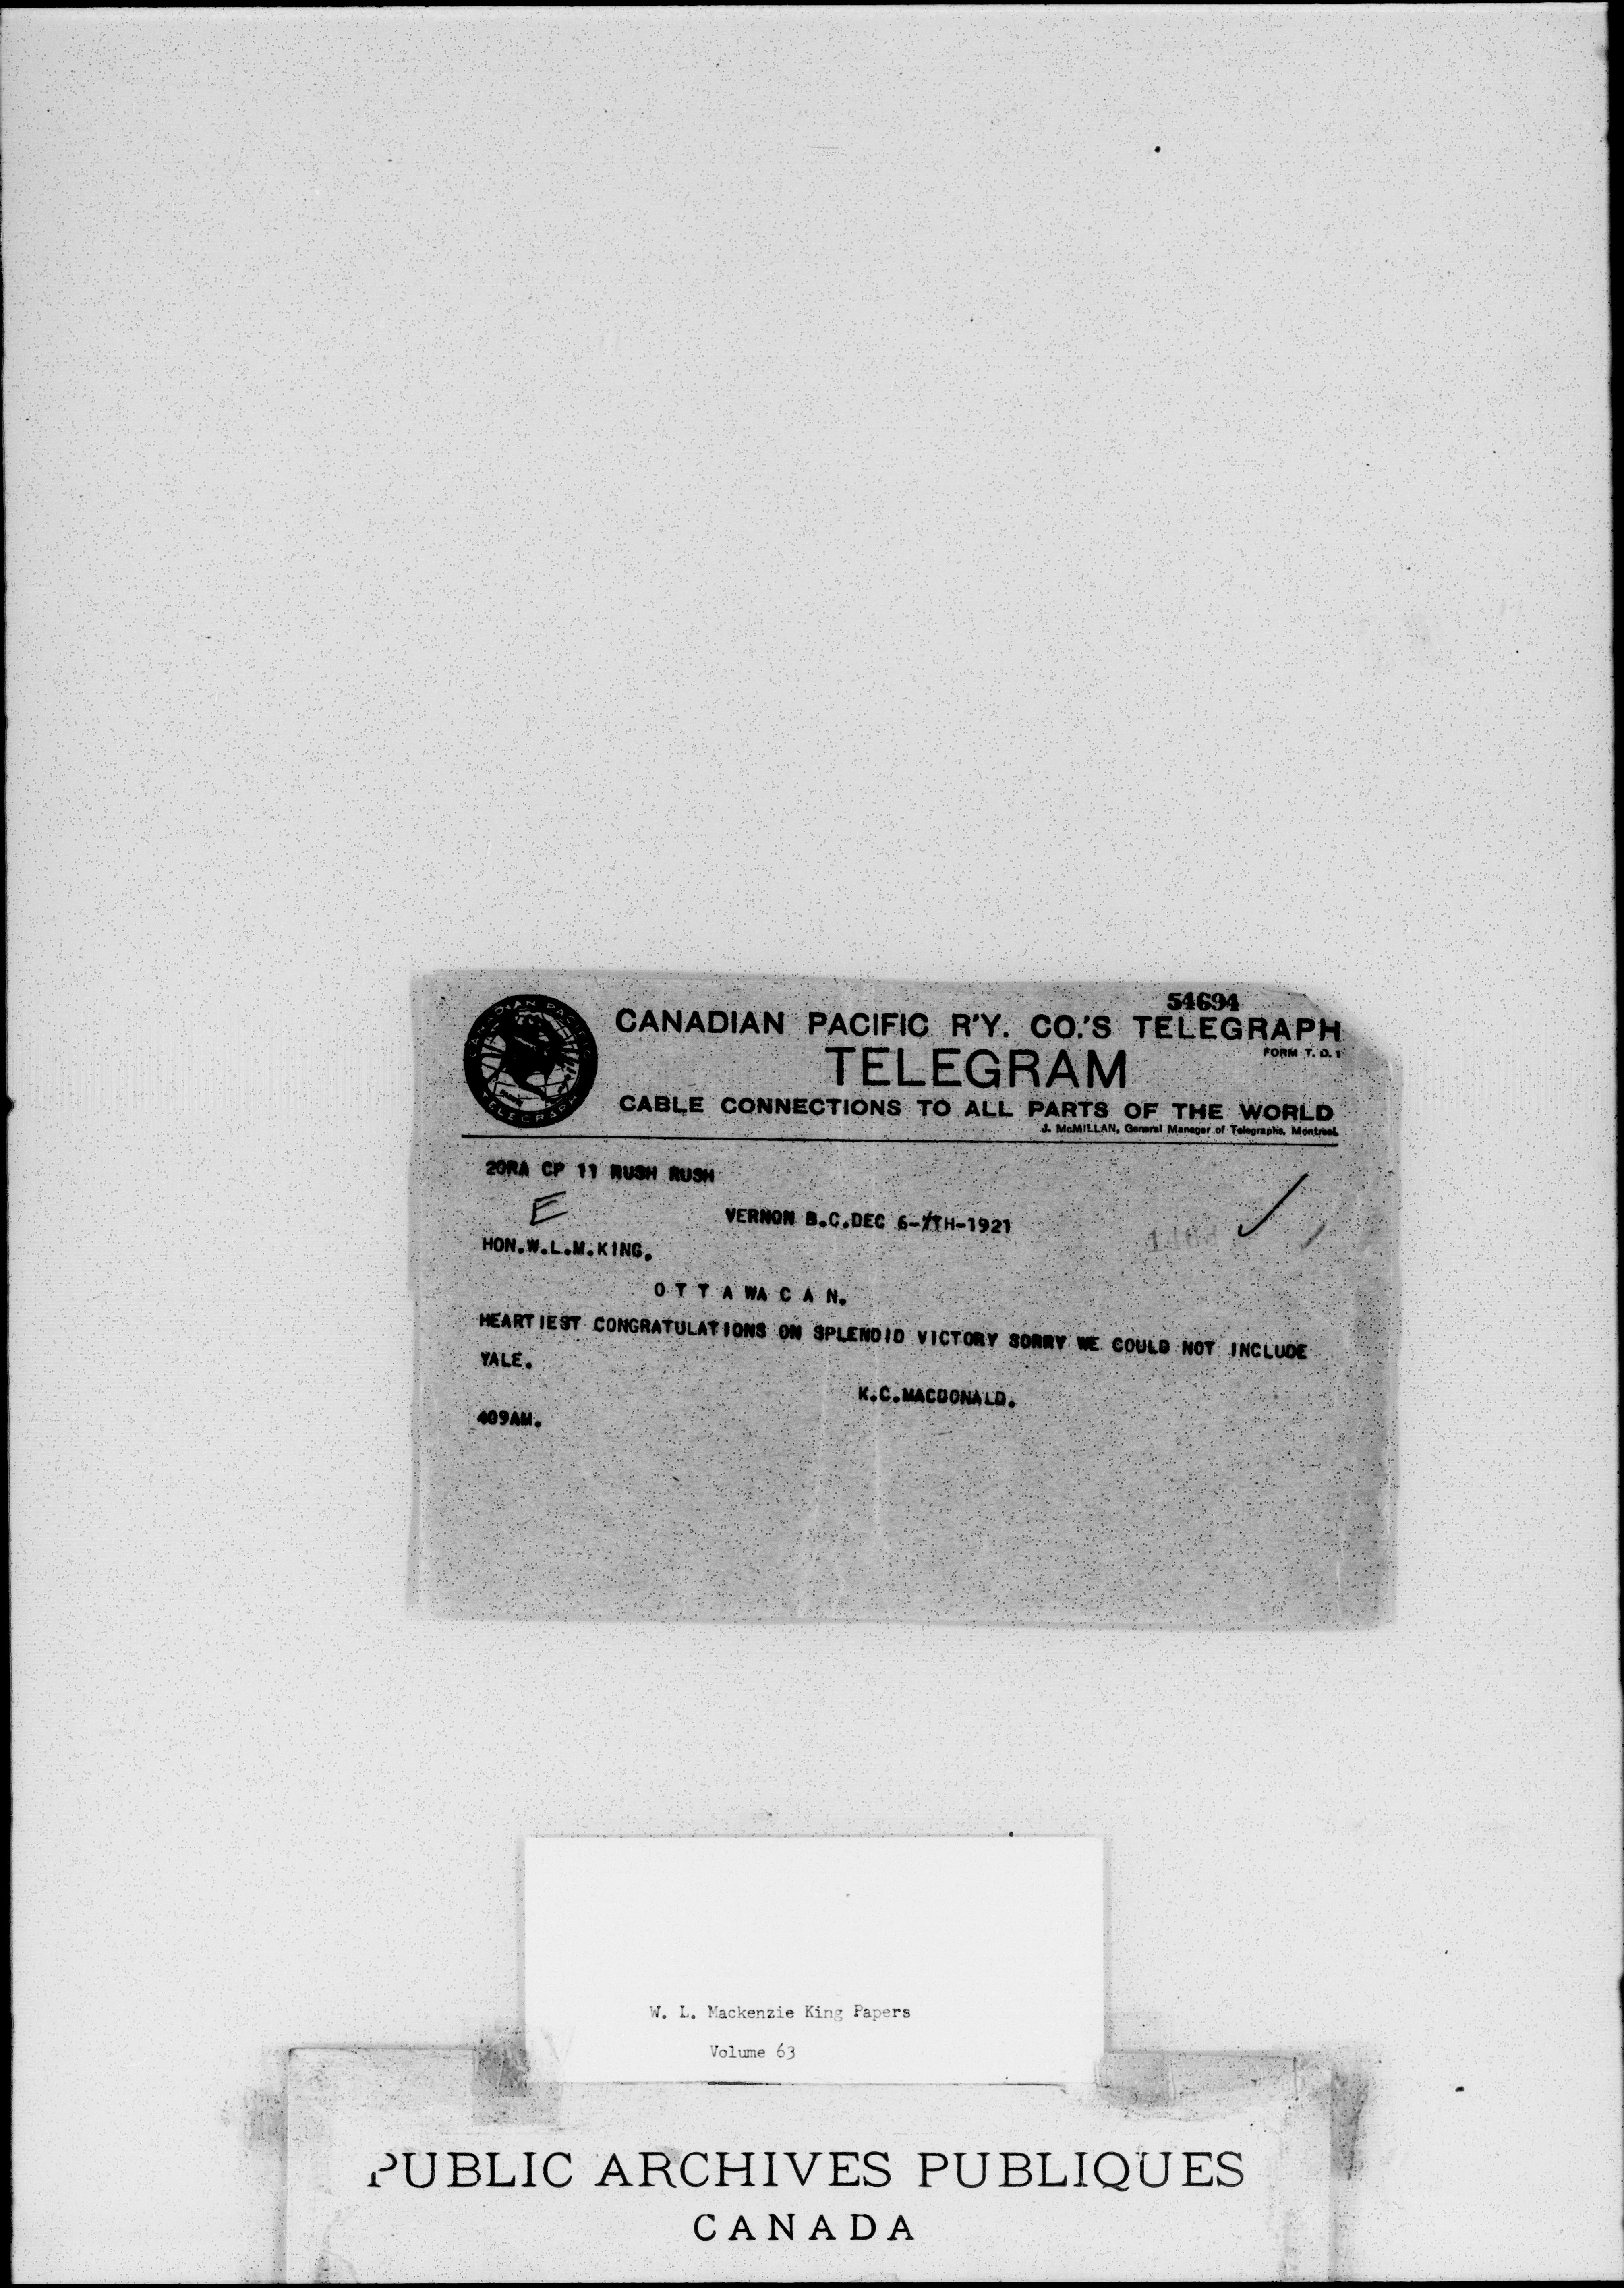 54694
CANADIAN PACIFIC R'Y. CO.'S TELEGRAPH
FORM T. D. 1
TELEGRAM
CABLE CONNECTIONS TO ALL PARTS OF THE WORLD
J. McMILLAN, General Manager of Telegraphs, Montreal.
CANADIAN PACIFIC TELEGRAPH
20RA CP 11 RUSH RUSH
E
VERNON B.C.DEC 6-7TH-1921
HON.W.L.M.KING.
O T T A WA C A N.
HEARTIEST CONGRATULATIONS ON SPLENDID VICTORY SORRY WE COULD NOT INCLUDE
YALE.
K.C.MACDONALD.
409AM.
W. L. Mackenzie King Papers
Volume 63
PUBLIC ARCHIVES PUBLIQUES
CANADA